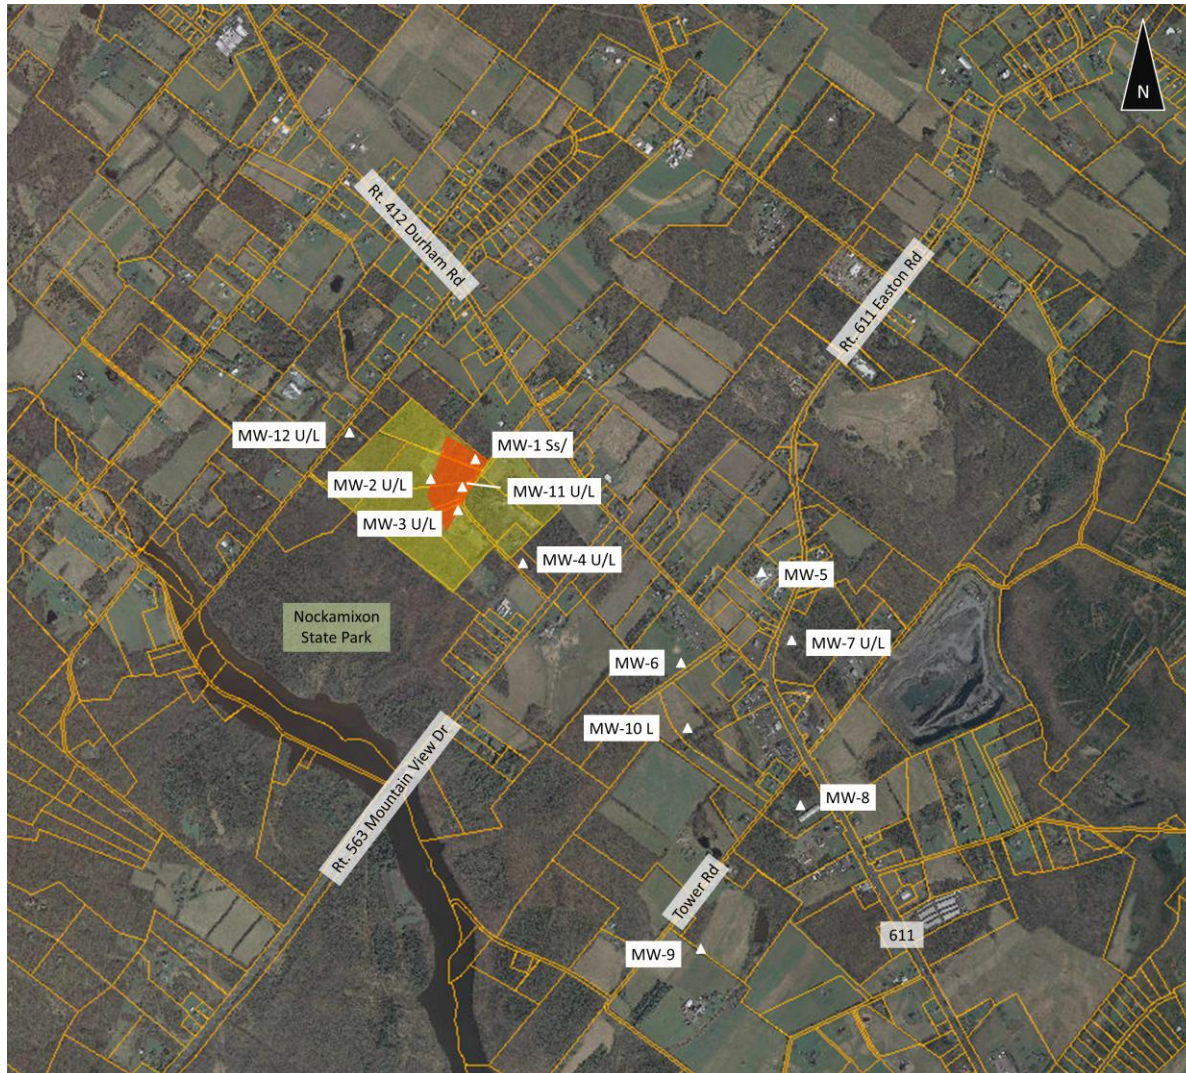 N
Rt. 412 Durham Rd
Rt. 611 Easton Rd
MW-12 U/L
MW-1 Ss/
MW-2 U/L
MW-11 U/L
MW-3 U/L
MW-4 U/L
MW-5
Nockamixon
State Park
MW-7 U/L
MW-6
MW-10 L
Rt. 563 Mountain View Dr
MW-8
Tower Rd
611
MW-9